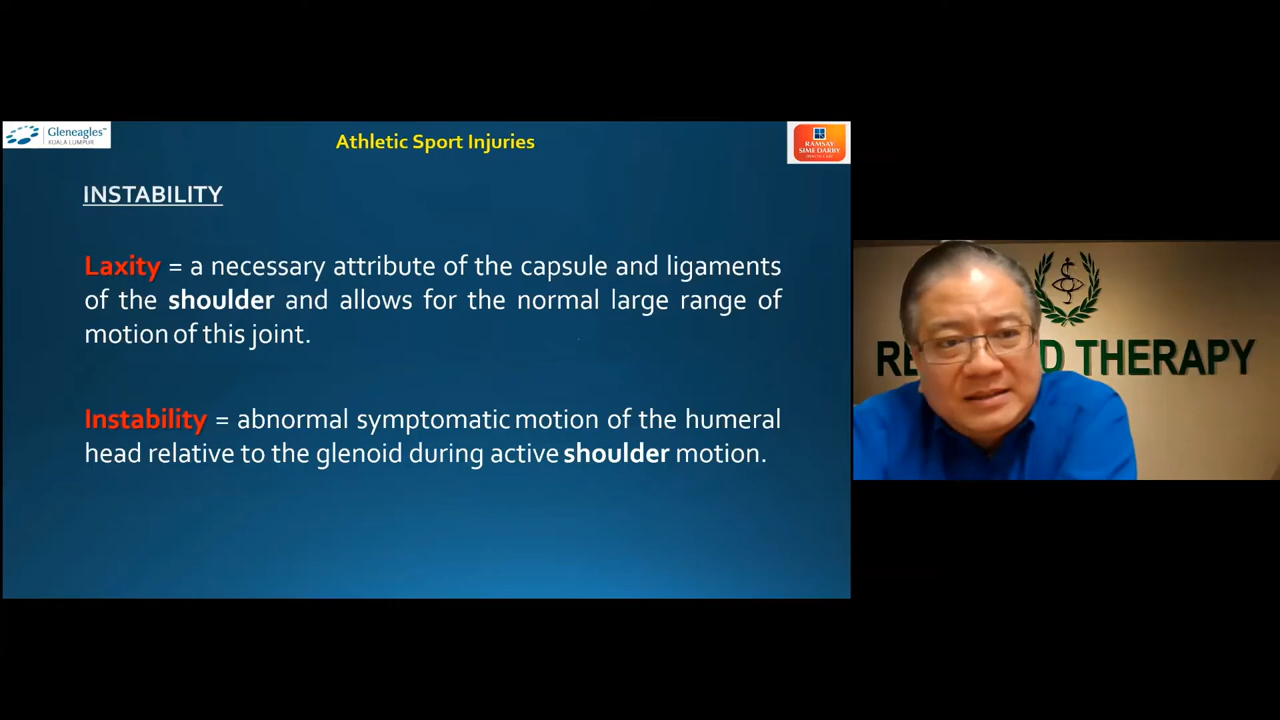 Gleneagles
KUALA LUMPUR
Athletic Sport Injuries
RAMSAY
SIME DARBY
HEALTH CARE
INSTABILITY
Laxity = a necessary attribute of the capsule and ligaments
of the shoulder and allows for the normal large range of
motion of this joint.
Instability = abnormal symptomatic motion of the humeral
head relative to the glenoid during active shoulder motion.
THERAPY